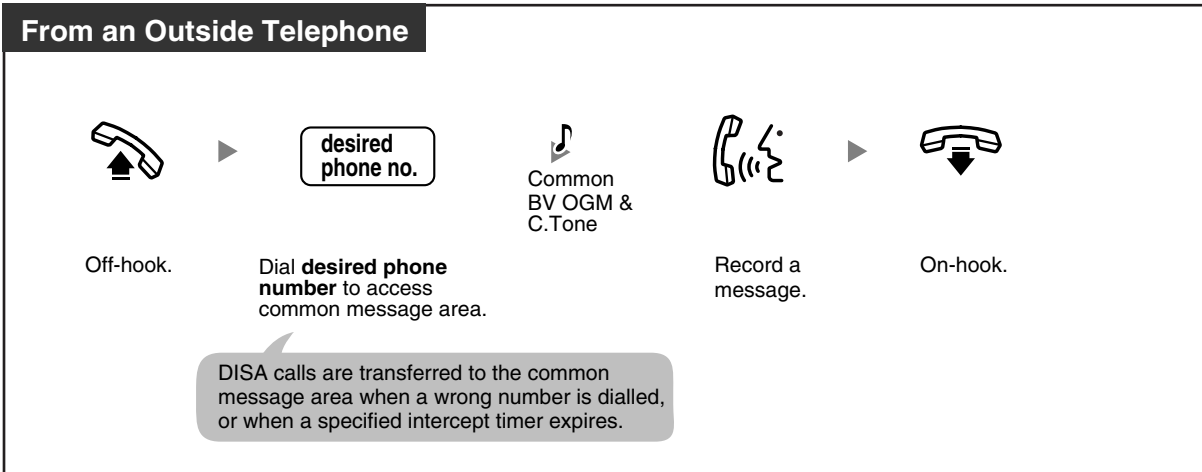 From an Outside Telephone
desired
phone no.
Common
BV OGM &
C.Tone
Off-hook.
Dial desired phone
number to access
common message area.
Record a
message.
On-hook.
DISA calls are transferred to the common
message area when a wrong number is dialled,
or when a specified intercept timer expires.